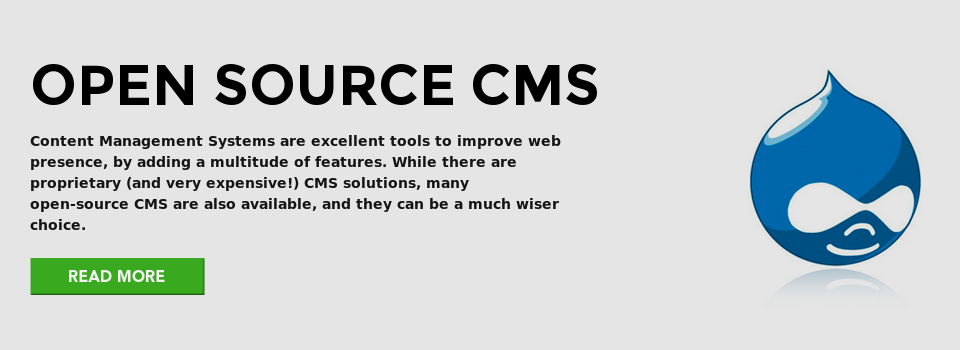 OPEN SOURCE CMS
Content Management Systems are excellent tools to improve web
presence, by adding a multitude of features. While there are
proprietary (and very expensive!) CMS solutions, many
open-source CMS are also available, and they can be a much wiser
choice.
READ MORE